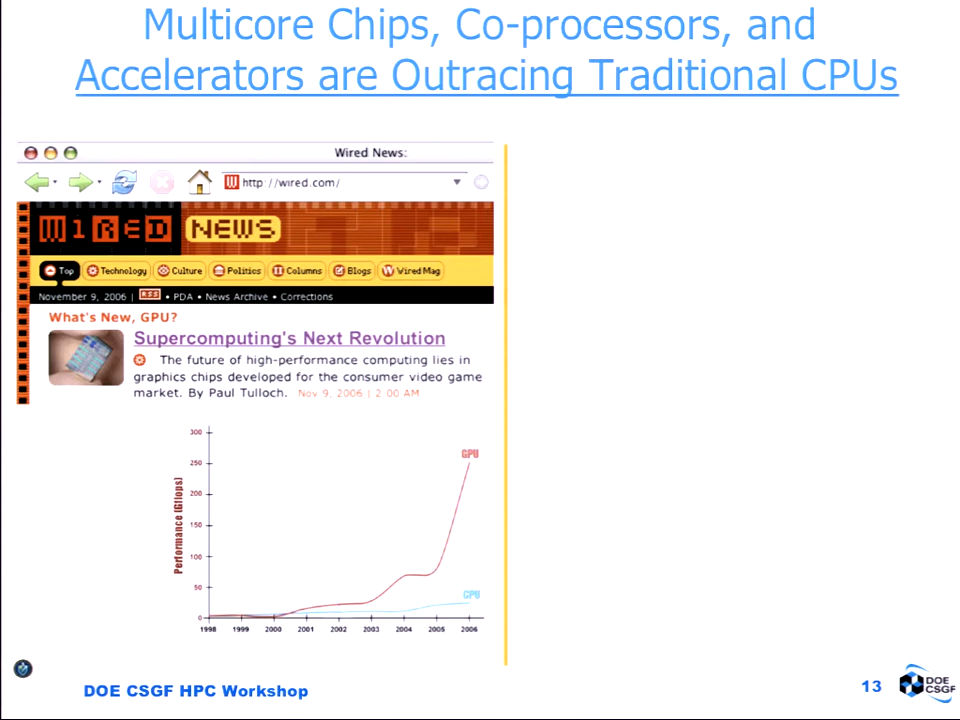 Multicore Chips, Co-processors, and
Accelerators are Outracing Traditional CPUs
Wired News:
http://wired.com/
WIRED NEWS
Top Technology Culture Politics Columns Blogs Wired Mag
November 9, 2006 | RSS • PDA • News Archive • Corrections
What's New, GPU?
Supercomputing's Next Revolution
The future of high-performance computing lies in
graphics chips developed for the consumer video game
market. By Paul Tulloch. Nov 9, 2006 | 2 00 AM
Performance (Gflops)
300
250
200
150
100
50
0
GPU
CPU
1998 1999 2000 2001 2002 2003 2004 2005 2006
DOE CSGF HPC Workshop
13
DOE
CSGF